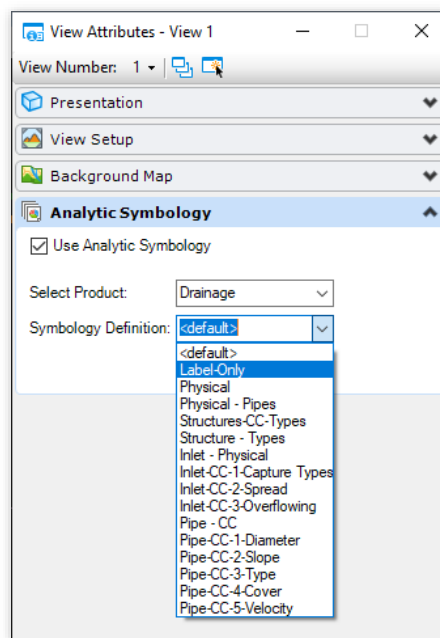 View Attributes - View 1
View Number: 1
Presentation
View Setup
Background Map
Analytic Symbology
Use Analytic Symbology
Select Product: Drainage
Symbology Definition: <default>
<default>
Label-Only
Physical
Physical - Pipes
Structures-CC-Types
Structure - Types
Inlet - Physical
Inlet-CC-1-Capture Types
Inlet-CC-2-Spread
Inlet-CC-3-Overflowing
Pipe - CC
Pipe-CC-1-Diameter
Pipe-CC-2-Slope
Pipe-CC-3-Type
Pipe-CC-4-Cover
Pipe-CC-5-Velocity